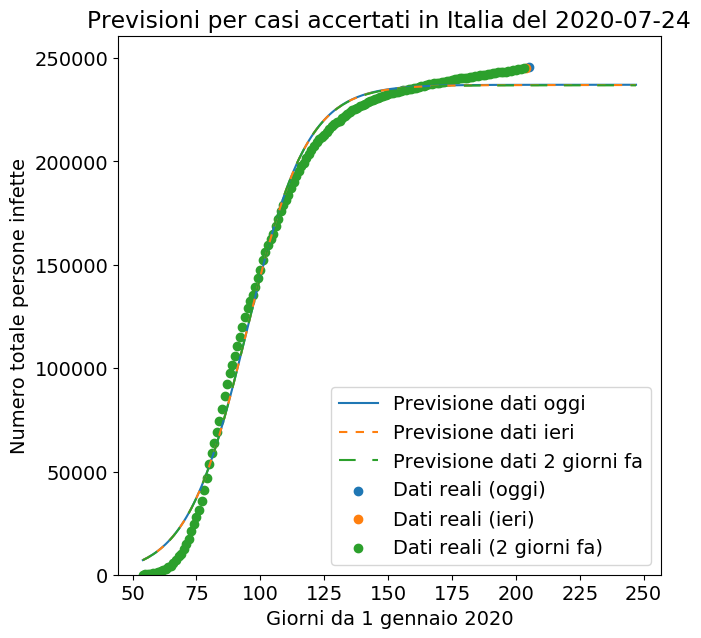 Previsioni per casi accertati in Italia del 2020-07-24
Numero totale persone infette
250000
200000
150000
100000
50000
0
Previsione dati oggi
Previsione dati ieri
Previsione dati 2 giorni fa
Dati reali (oggi)
Dati reali (ieri)
Dati reali (2 giorni fa)
50 75 100 125 150 175 200 225 250
Giorni da 1 gennaio 2020